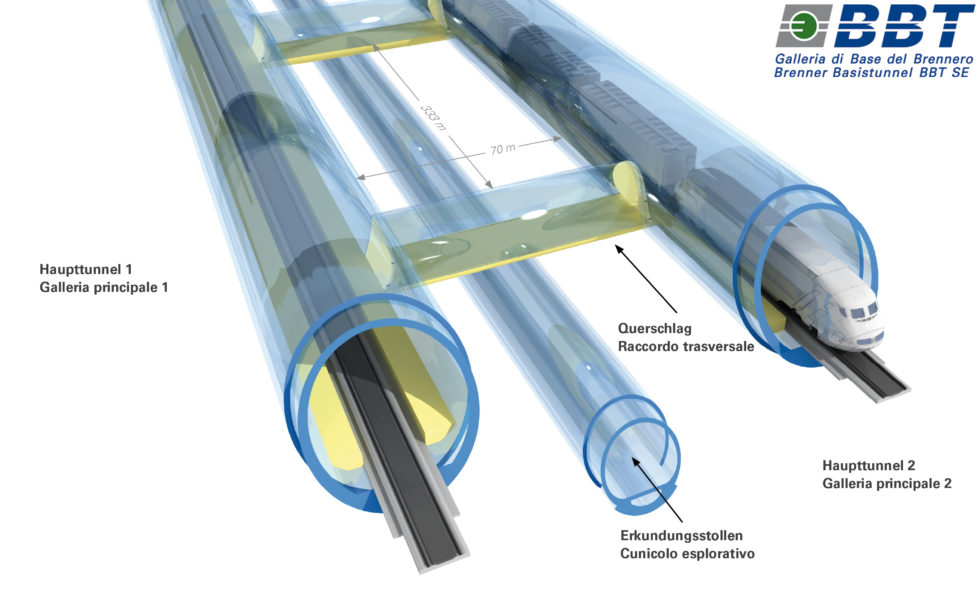 BBT
Galleria di Base del Brennero
Brenner Basistunnel BBT SE
333 m
70 m
Haupttunnel 1
Galleria principale 1
Querschlag
Raccordo trasversale
Haupttunnel 2
Galleria principale 2
Erkundungsstollen
Cunicolo esplorativo